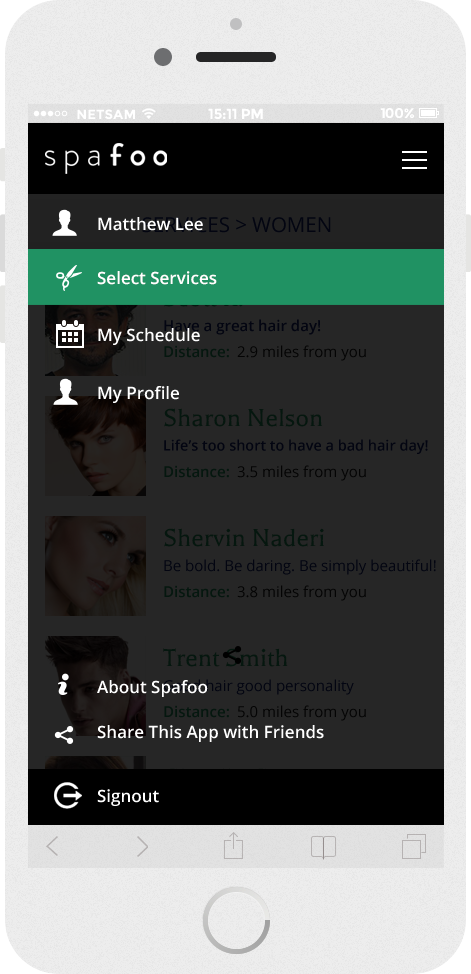 NETSAM 15:11 PM 100%
spafoo
Matthew Lee
SERVICES > WOMEN
Select Services
Have a great hair day!
My Schedule
Distance: 2.9 miles from you
My Profile
Sharon Nelson
Life's too short to have a bad hair day!
Distance: 3.5 miles from you
Shervin Naderi
Be bold. Be daring. Be simply beautiful!
Distance: 3.8 miles from you
Trent Smith
hair good personality
About Spafoo
Distance: 5.0 miles from you
Share This App with Friends
Signout